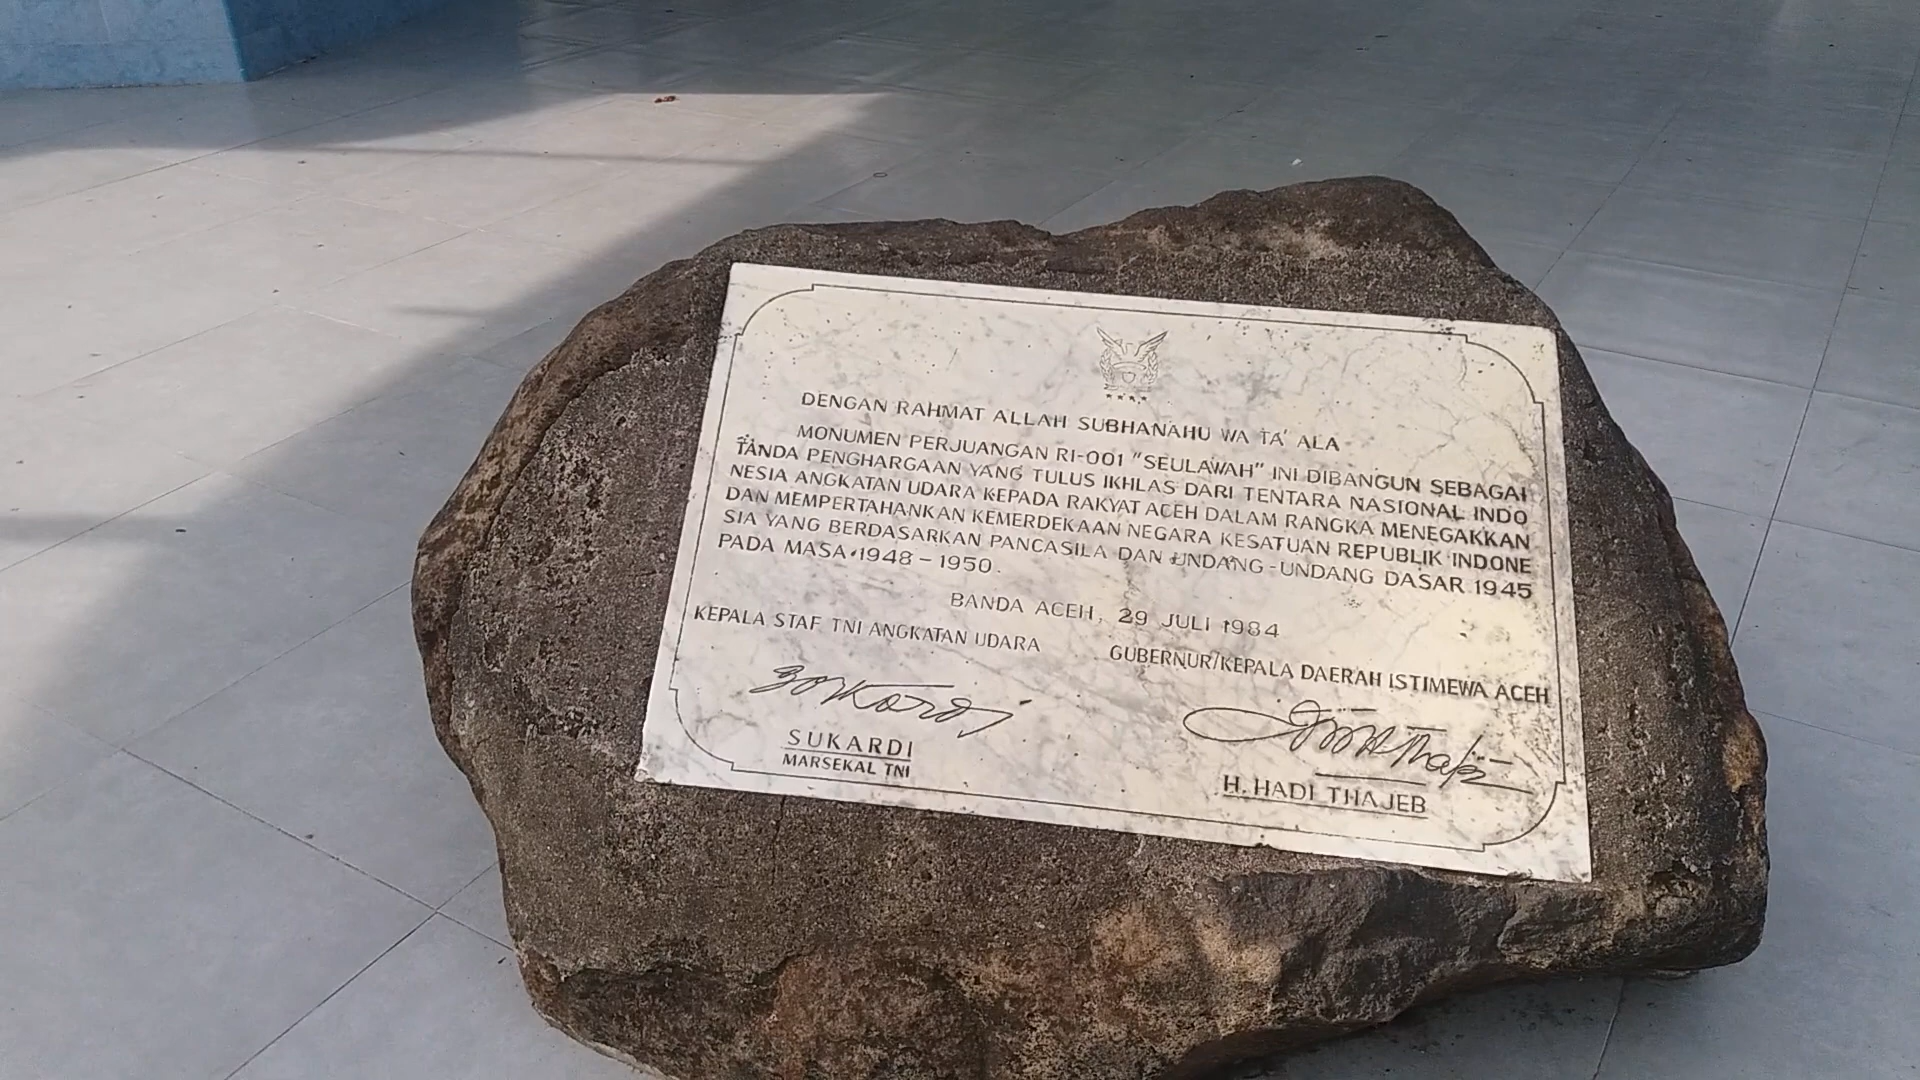 DENGAN RAHMAT ALLAH SUBHANAHU WA TA' ALA
MONUMEN PERJUANGAN RI-001 "SEULAWAH" INI DIBANGUN SEBAGAI
TANDA PENGHARGAAN YANG TULUS IKHLAS DARI TENTARA NASIONAL INDO
NESIA ANGKATAN UDARA KEPADA RAKYAT ACEH DALAM RANGKA MENEGAKKAN
DAN MEMPERTAHANKAN KEMERDEKAAN NEGARA KESATUAN REPUBLIK INDONE
SIA YANG BERDASARKAN PANCASILA DAN UNDANG-UNDANG DASAR 1945
PADA MASA 1948 - 1950.
BANDA ACEH, 29 JULI 1984
KEPALA STAF TNI ANGKATAN UDARA
SUKARDI
MARSEKAL TNI
GUBERNUR/KEPALA DAERAH ISTIMEWA ACEH
H. HADI THAJEB